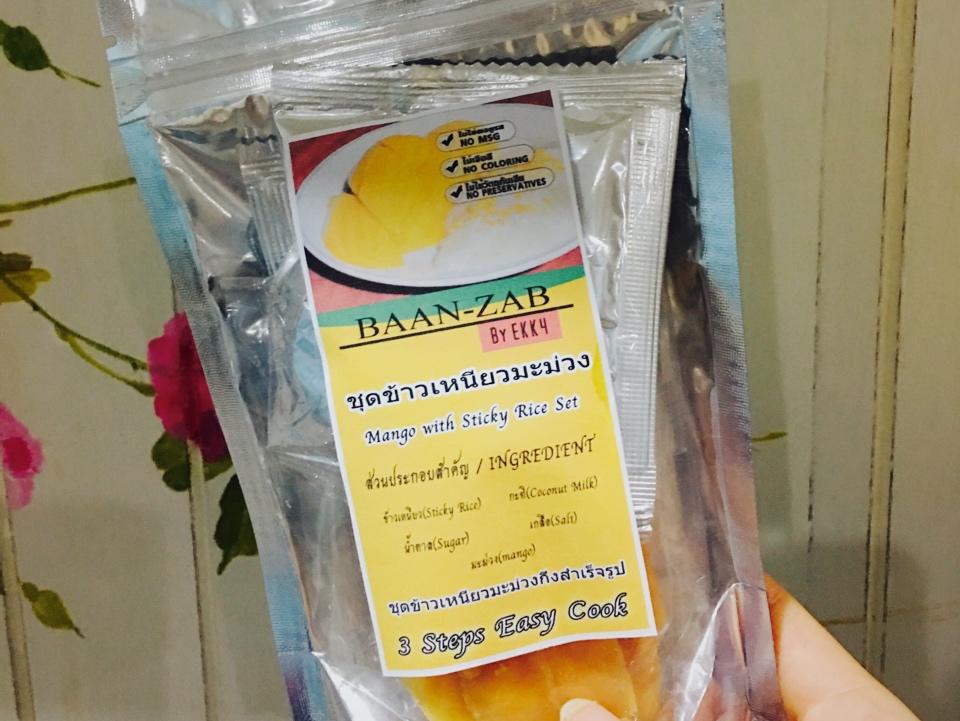 ไม่ใส่ผงชูรส
NO MSG
ไม่เจือสี
NO COLORING
ไม่ใช้วัตถุกันเสีย
NO PRESERVATIVES
BAAN-ZAB
BY EKK4
ชุดข้าวเหนียวมะม่วง
Mango with Sticky Rice Set
ส่วนประกอบสำคัญ / INGREDIENT
ข้าวเหนียว(Sticky Rice) กะทิ(Coconut Milk)
น้ำตาล(Sugar) เกลือ(Salt)
มะม่วง(mango)
ชุดข้าวเหนียวมะม่วงกึ่งสำเร็จรูป
3 Steps Easy Cook